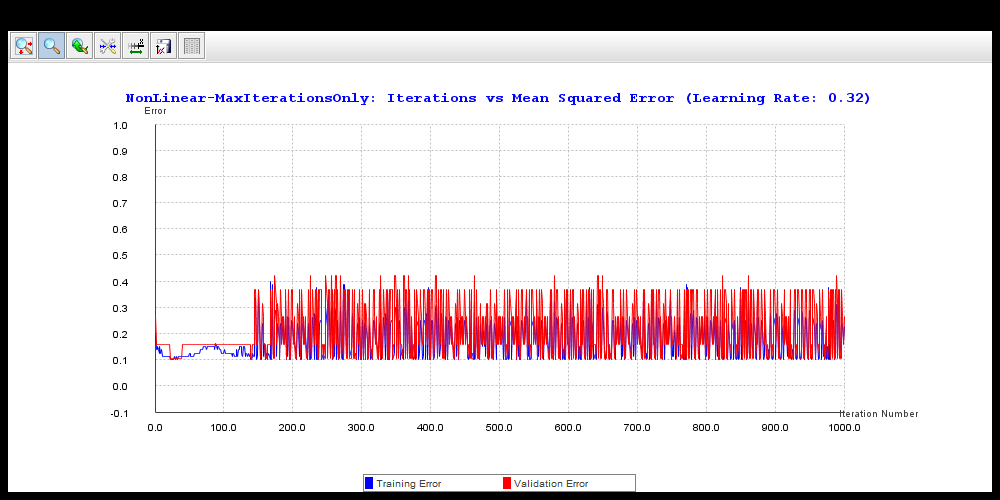 NonLinear-MaxIterationsOnly: Iterations vs Mean Squared Error (Learning Rate: 0.32)
Error
1.0
0.9
0.8
0.7
0.6
0.5
0.4
0.3
0.2
0.1
0.0
-0.1
Iteration Number
0.0 100.0 200.0 300.0 400.0 500.0 600.0 700.0 800.0 900.0 1000.0
Training Error Validation Error